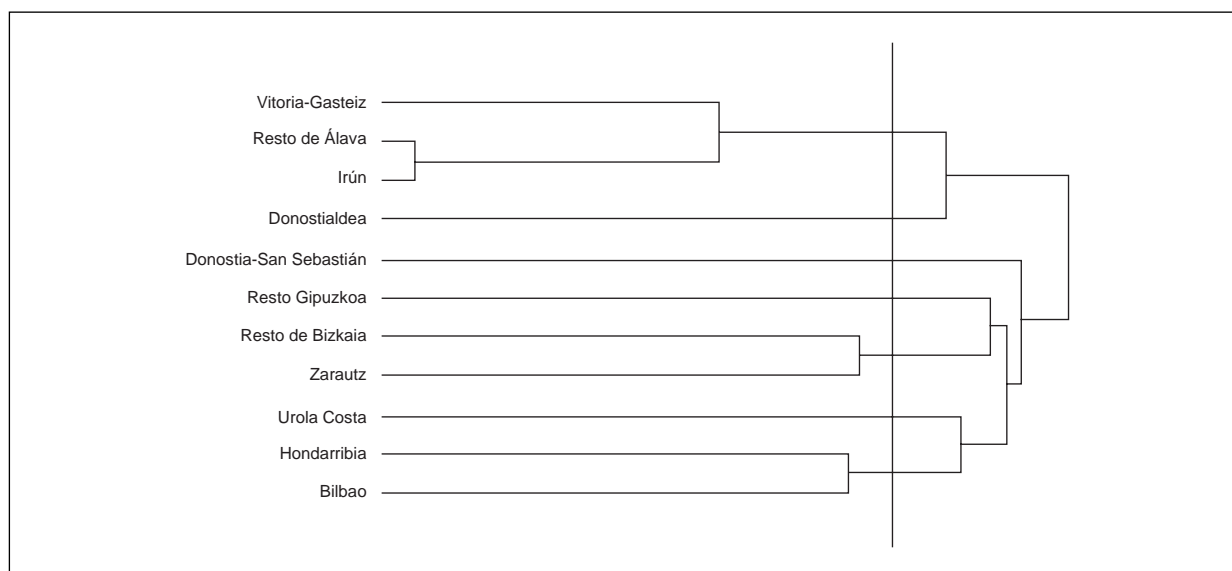 Vitoria-Gasteiz
Resto de Álava
Irún
Donostialdea
Donostia-San Sebastián
Resto Gipuzkoa
Resto de Bizkaia
Zarautz
Urola Costa
Hondarribia
Bilbao